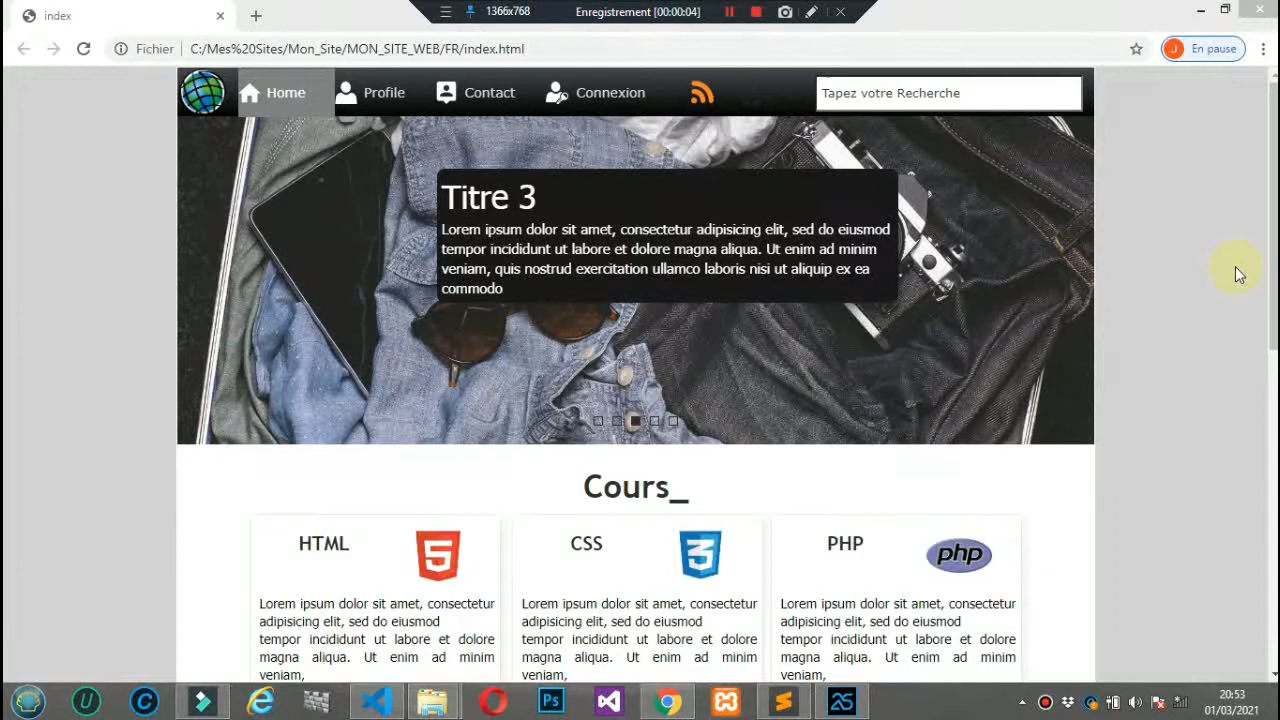 index
1366x768
Enregistrement [00:00:04]
Fichier
C:/Mes%20Sites/Mon_Site/MON_SITE_WEB/FR/index.html
J
En pause
Home
Profile
Contact
Connexion
Tapez votre Recherche
Titre 3
Lorem ipsum dolor sit amet, consectetur adipisicing elit, sed do eiusmod
tempor incididunt ut labore et dolore magna aliqua. Ut enim ad minim
veniam, quis nostrud exercitation ullamco laboris nisi ut aliquip ex ea
commodo
Cours_
HTML
5
Lorem ipsum dolor sit amet, consectetur
adipisicing elit, sed do eiusmod
tempor incididunt ut labore et dolore
magna aliqua. Ut enim ad minim
veniam,
CSS
3
Lorem ipsum dolor sit amet, consectetur
adipisicing elit, sed do eiusmod
tempor incididunt ut labore et dolore
magna aliqua. Ut enim ad minim
veniam,
PHP
php
Lorem ipsum dolor sit amet, consectetur
adipisicing elit, sed do eiusmod
tempor incididunt ut labore et dolore
magna aliqua. Ut enim ad minim
veniam,
U
C
Ps
20:53
01/03/2021